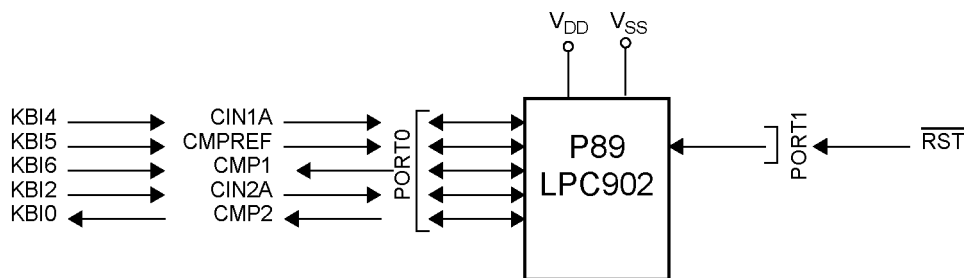 VDD VSS
KBI4 CIN1A
KBI5 CMPREF
KBI6 CMP1
KBI2 CIN2A
KBI0 CMP2
PORT0
P89
LPC902
PORT1
RST